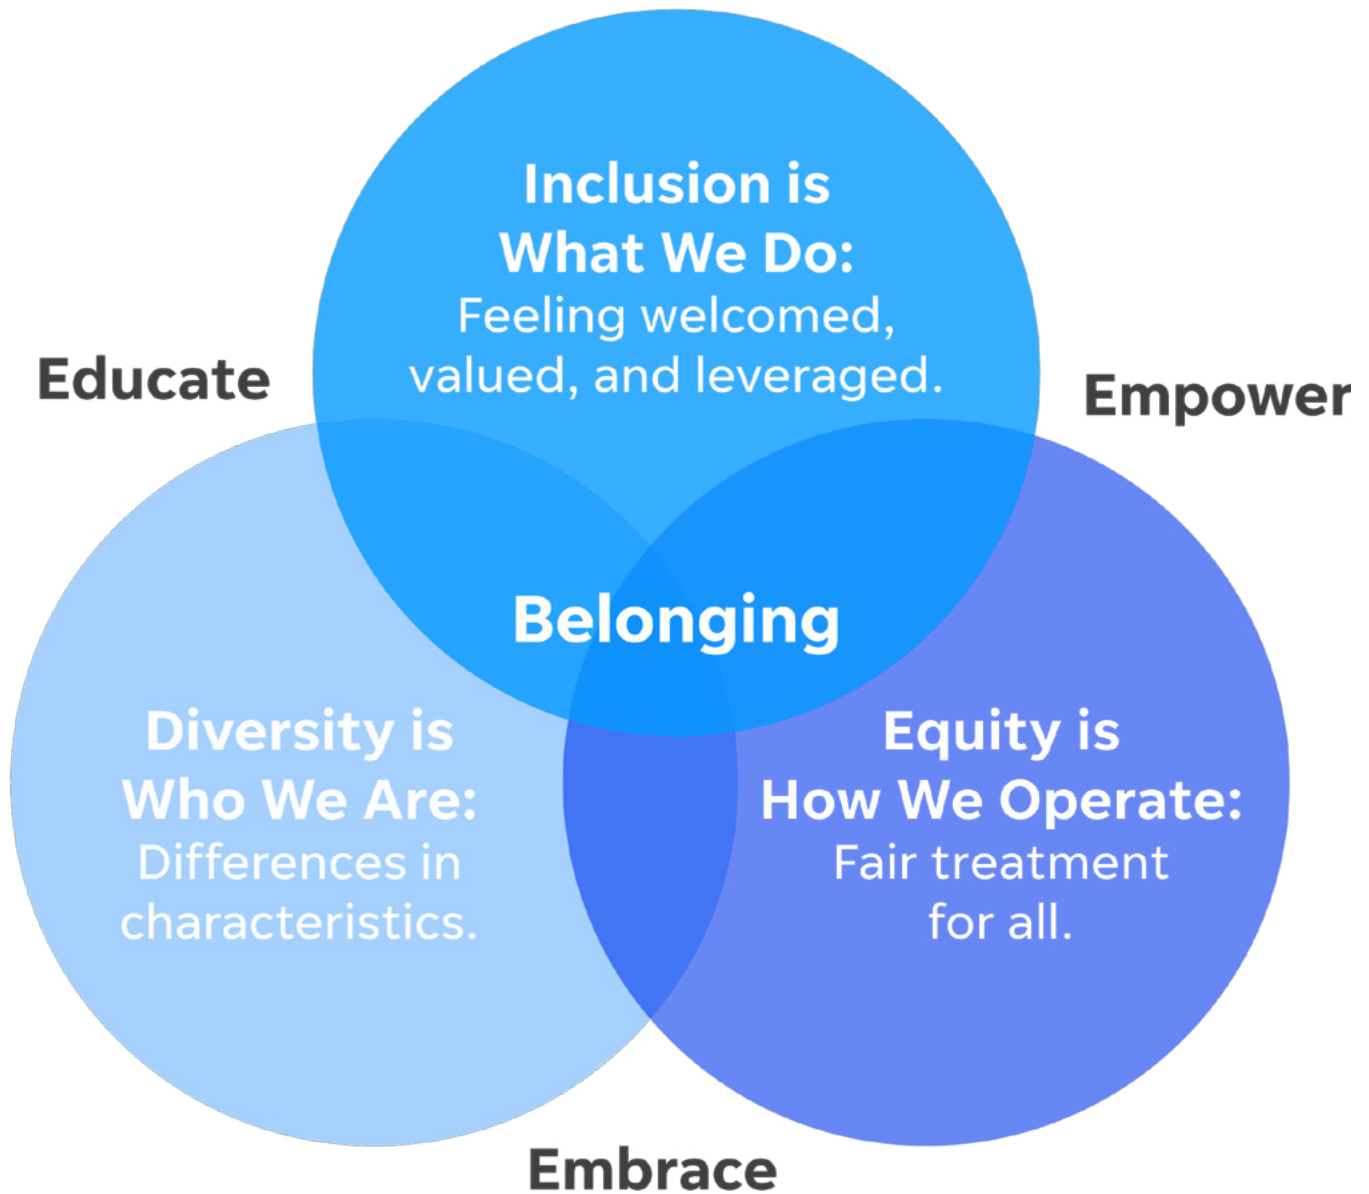 Inclusion is
What We Do:
Feeling welcomed,
valued, and leveraged.
Educate
Empower
Belonging
Diversity is
Who We Are:
Differences in
characteristics.
Equity is
How We Operate:
Fair treatment
for all.
Embrace